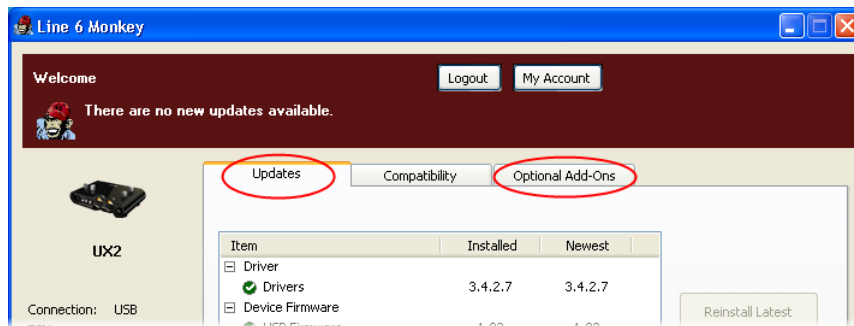 Line 6 Monkey
Welcome
Logout
My Account
There are no new updates available.
Updates
Compatibility
Optional Add-Ons
UX2
Item Installed Newest
Driver
Drivers 3.4.2.7 3.4.2.7
Connection: USB
Device Firmware
Reinstall Latest